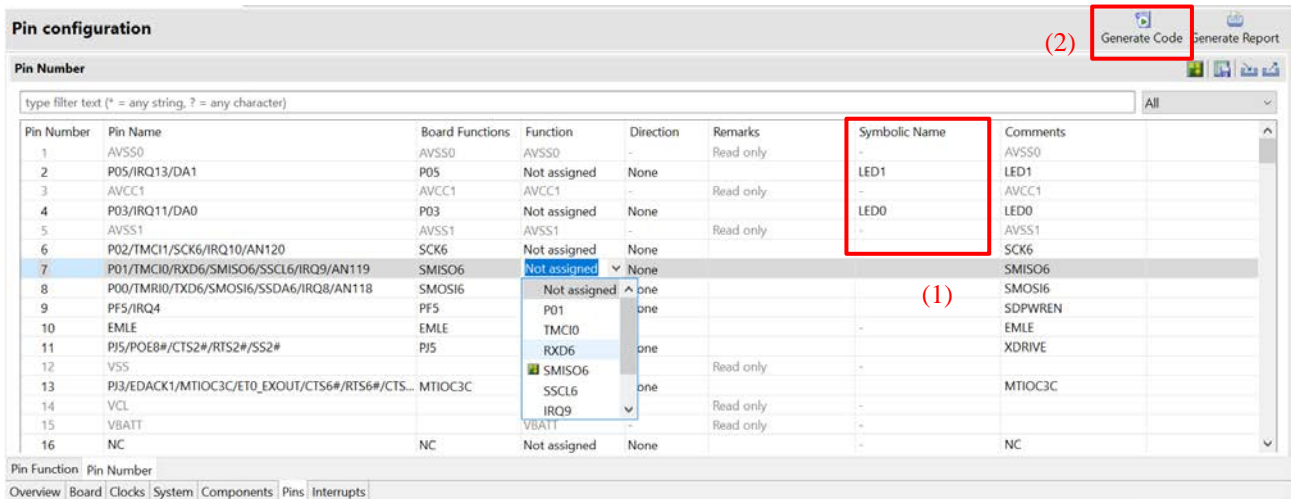 Pin configuration
(2)
Generate Code Generate Report
Pin Number
type filter text (* = any string, ? = any character) All
Pin Number Pin Name Board Functions Function Direction Remarks Symbolic Name Comments
1 AVSS0 AVSS0 AVSS0 - Read only - AVSS0
2 P05/IRQ13/DA1 P05 Not assigned None LED1 LED1
3 AVCC1 AVCC1 AVCC1 - Read only - AVCC1
4 P03/IRQ11/DA0 P03 Not assigned None LED0 LED0
5 AVSS1 AVSS1 AVSS1 - Read only - AVSS1
6 P02/TMCI1/SCK6/IRQ10/AN120 SCK6 Not assigned None SCK6
7 P01/TMCI0/RXD6/SMISO6/SSCL6/IRQ9/AN119 SMISO6 Not assigned None SMISO6
8 P00/TMRI0/TXD6/SMOSI6/SSDA6/IRQ8/AN118 SMOSI6 Not assigned one SMOSI6
9 PF5/IRQ4 PF5 P01 one SDPWREN
10 EMLE EMLE TMCI0 - EMLE
11 PJ5/POE8#/CTS2#/RTS2#/SS2# PJ5 RXD6 one XDRIVE
12 VSS SMISO6 Read only -
13 PJ3/EDACK1/MTIOC3C/ET0_EXOUT/CTS6#/RTS6#/CTS... MTIOC3C SSCL6 one MTIOC3C
14 VCL IRQ9 Read only -
15 VBATT VBATT - Read only -
16 NC NC Not assigned None - NC
(1)
Pin Function Pin Number
Overview Board Clocks System Components Pins Interrupts